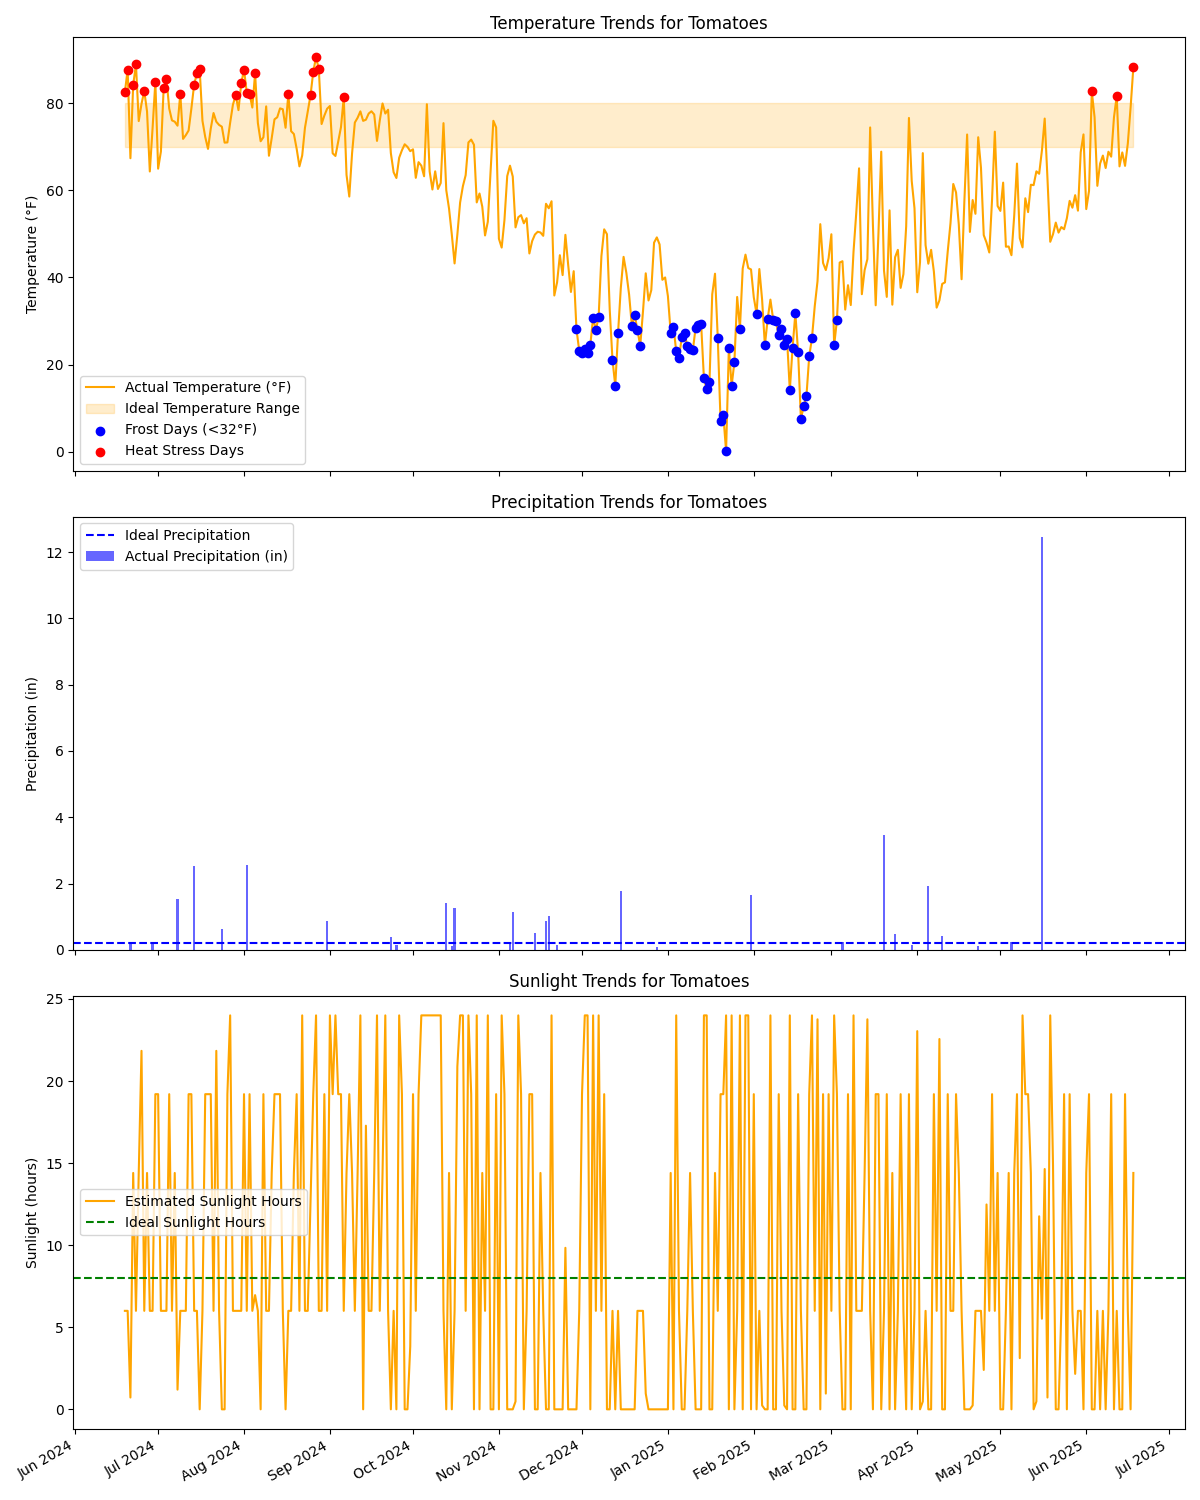 Temperature Trends for Tomatoes
Temperature (°F)
80
60
40
20
0
Actual Temperature (°F)
Ideal Temperature Range
Frost Days (<32°F)
Heat Stress Days
Precipitation Trends for Tomatoes
Precipitation (in)
12
10
8
6
4
2
0
Ideal Precipitation
Actual Precipitation (in)
Sunlight Trends for Tomatoes
Sunlight (hours)
25
20
15
10
5
0
Estimated Sunlight Hours
Ideal Sunlight Hours
Jun 2024
Jul 2024
Aug 2024
Sep 2024
Oct 2024
Nov 2024
Dec 2024
Jan 2025
Feb 2025
Mar 2025
Apr 2025
May 2025
Jun 2025
Jul 2025